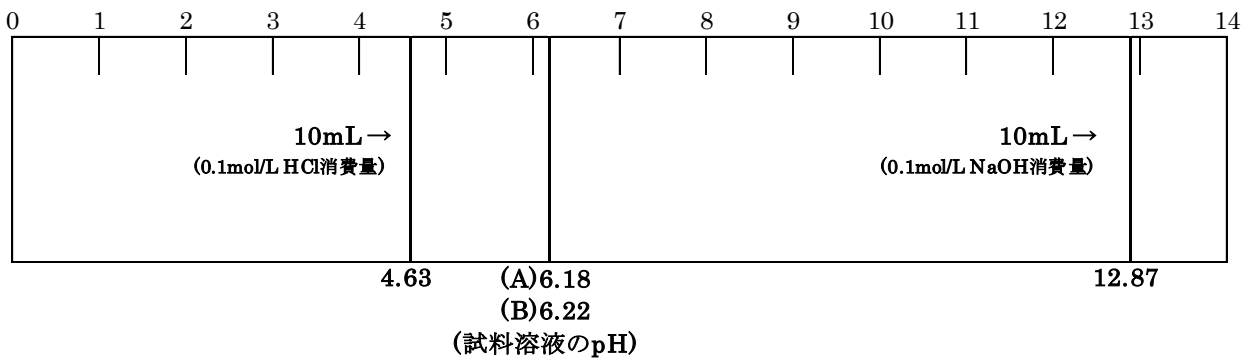 0 1 2 3 4 5 6 7 8 9 10 11 12 13 14
10mL→ 10mL→
(0.1mol/L HCl消費量) (0.1mol/L NaOH消費量)
4.63 (A)6.18 12.87
(B)6.22
(試料溶液のpH)